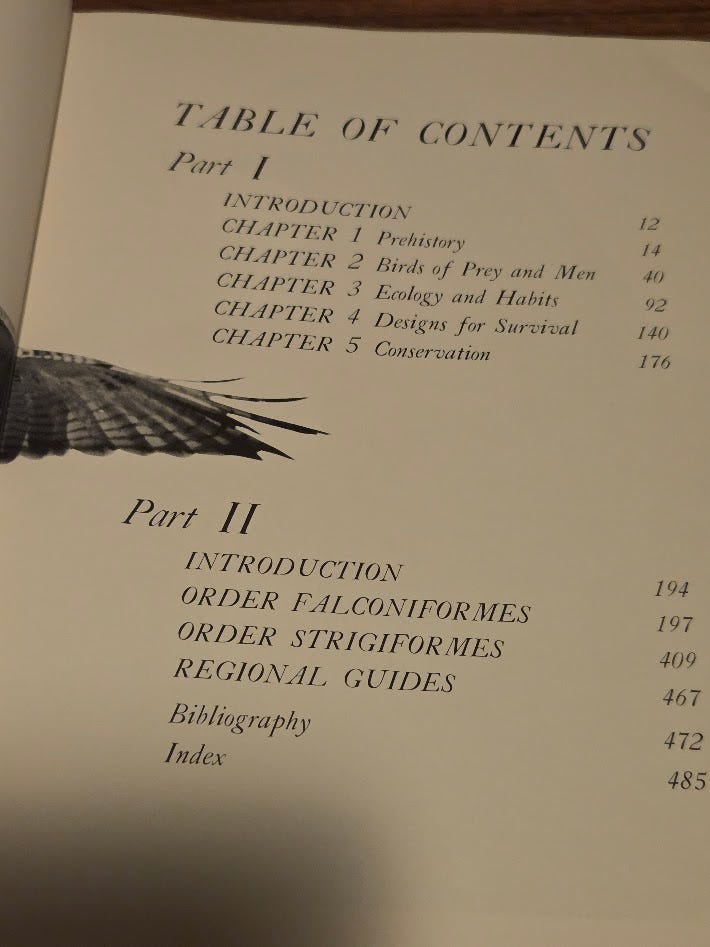 TABLE OF CONTENTS
Part I
INTRODUCTION 12
CHAPTER 1 Prehistory 14
CHAPTER 2 Birds of Prey and Men 40
CHAPTER 3 Ecology and Habits 92
CHAPTER 4 Designs for Survival 140
CHAPTER 5 Conservation 176
Part II
INTRODUCTION 194
ORDER FALCONIFORMES 197
ORDER STRIGIFORMES 409
REGIONAL GUIDES 467
Bibliography 472
Index 485